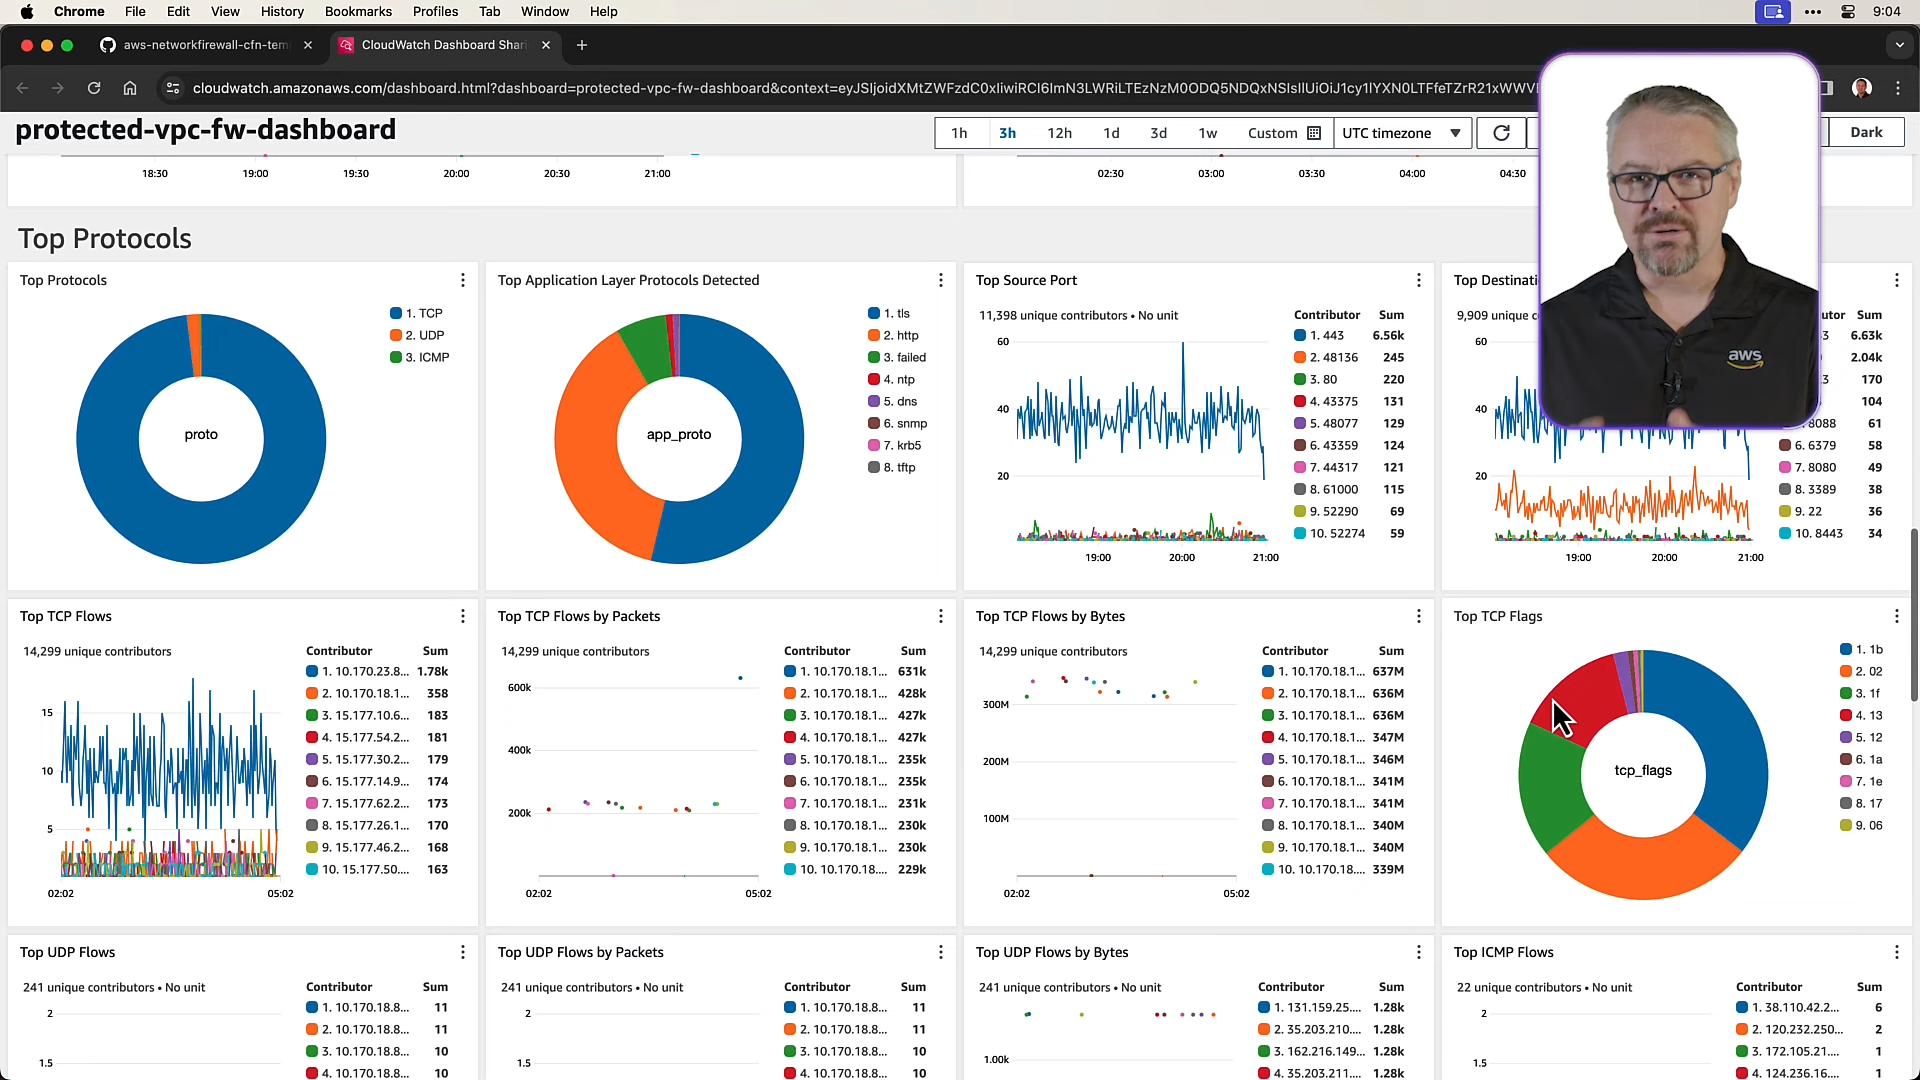 Chrome File Edit View History Bookmarks Profiles Tab Window Help 9:04
aws-networkfirewall-cfn-tem CloudWatch Dashboard Shari
cloudwatch.amazonaws.com/dashboard.html?dashboard=protected-vpc-fw-dashboard&context=
protected-vpc-fw-dashboard 1h 3h 12h 1d 3d 1w Custom UTC timezone Dark
18:30 19:00 19:30 20:00 20:30 21:00 02:30 03:00 03:30 04:00 04:30
Top Protocols
Top Protocols
1. TCP
2. UDP
3. ICMP
proto
Top Application Layer Protocols Detected
1. tls
2. http
3. failed
4. ntp
5. dns
6. snmp
7. krb5
8. tftp
app_proto
Top Source Port
11,398 unique contributors • No unit
Contributor Sum
1. 443 6.56k
2. 48136 245
3. 80 220
4. 43375 131
5. 48077 129
6. 43359 124
7. 44317 121
8. 61000 115
9. 52290 69
10. 52274 59
60
40
20
19:00 20:00 21:00
Top Destinati
9,909 unique c
utor Sum
3 6.63k
2.04k
3 170
104
8088 61
6. 6379 58
7. 8080 49
8. 3389 38
9. 22 36
10. 8443 34
60
40
20
19:00 20:00 21:00
aws
Top TCP Flows
14,299 unique contributors
Contributor Sum
1. 10.170.23.8... 1.78k
2. 10.170.18.1... 358
3. 15.177.10.6... 183
4. 15.177.54.2... 181
5. 15.177.30.2... 179
6. 15.177.14.9... 174
7. 15.177.62.2... 173
8. 15.177.26.1... 170
9. 15.177.46.2... 168
10. 15.177.50.... 163
15
10
5
02:02 05:02
Top TCP Flows by Packets
14,299 unique contributors
Contributor Sum
1. 10.170.18.1... 631k
2. 10.170.18.1... 428k
3. 10.170.18.1... 427k
4. 10.170.18.1... 427k
5. 10.170.18.1... 235k
6. 10.170.18.1... 235k
7. 10.170.18.1... 231k
8. 10.170.18.1... 230k
9. 10.170.18.1... 230k
10. 10.170.18.... 229k
600k
400k
200k
02:02 05:02
Top TCP Flows by Bytes
14,299 unique contributors
Contributor Sum
1. 10.170.18.1... 637M
2. 10.170.18.1... 636M
3. 10.170.18.1... 636M
4. 10.170.18.1... 347M
5. 10.170.18.1... 346M
6. 10.170.18.1... 341M
7. 10.170.18.1... 341M
8. 10.170.18.1... 340M
9. 10.170.18.1... 340M
10. 10.170.18.... 339M
300M
200M
100M
02:02 05:02
Top TCP Flags
1. 1b
2. 02
3. 1f
4. 13
5. 12
6. 1a
7. 1e
8. 17
9. 06
tcp_flags
Top UDP Flows
241 unique contributors • No unit
Contributor Sum
1. 10.170.18.8... 11
2. 10.170.18.8... 11
3. 10.170.18.8... 10
4. 10.170.18.8... 10
2
1.5
Top UDP Flows by Packets
241 unique contributors • No unit
Contributor Sum
1. 10.170.18.8... 11
2. 10.170.18.8... 11
3. 10.170.18.8... 10
4. 10.170.18.8... 10
2
1.5
Top UDP Flows by Bytes
241 unique contributors • No unit
Contributor Sum
1. 131.159.25.... 1.28k
2. 35.203.210.... 1.28k
3. 162.216.149... 1.28k
4. 35.203.211.... 1.28k
1.00k
Top ICMP Flows
22 unique contributors • No unit
Contributor Sum
1. 38.110.42.2... 6
2. 120.232.250... 2
3. 172.105.21.... 1
4. 124.236.16.... 1
2
1.5